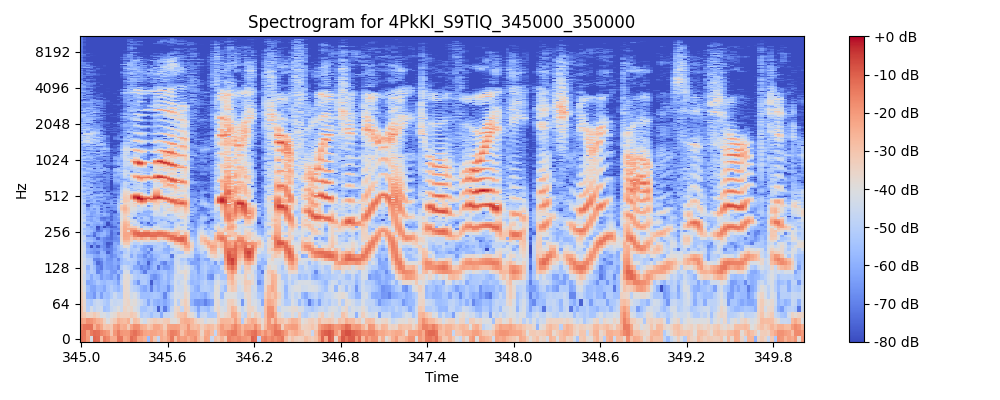 Spectrogram for 4PkKI_S9TIQ_345000_350000
8192
4096
2048
1024
512
256
128
64
0
Hz
345.0 345.6 346.2 346.8 347.4 348.0 348.6 349.2 349.8
Time
+0 dB
-10 dB
-20 dB
-30 dB
-40 dB
-50 dB
-60 dB
-70 dB
-80 dB